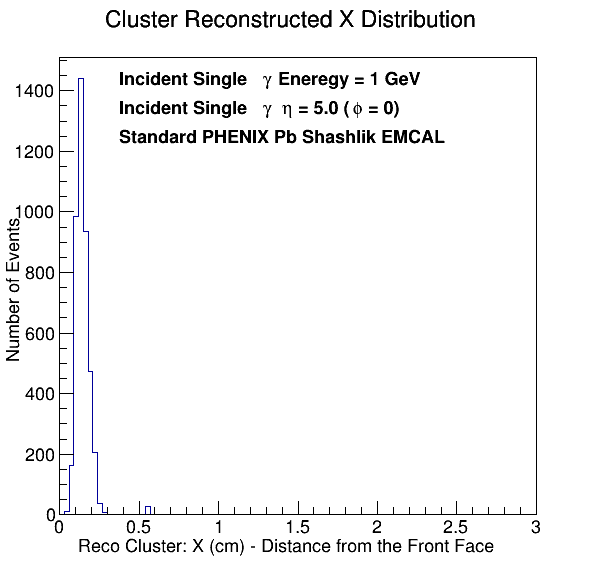 Cluster Reconstructed X Distribution
Incident Single γ Eneregy = 1 GeV
Incident Single γ η = 5.0 ( φ = 0)
Standard PHENIX Pb Shashlik EMCAL
Number of Events
1400
1200
1000
800
600
400
200
0
0 0.5 1 1.5 2 2.5 3
Reco Cluster: X (cm) - Distance from the Front Face